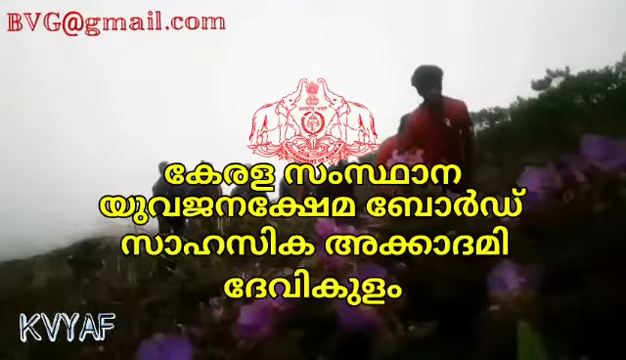 BVG@gmail.com
കേരള സംസ്ഥാന
യുവജനക്ഷേമ ബോർഡ്
സാഹസിക അക്കാദമി
ദേവികുളം
KVYAF